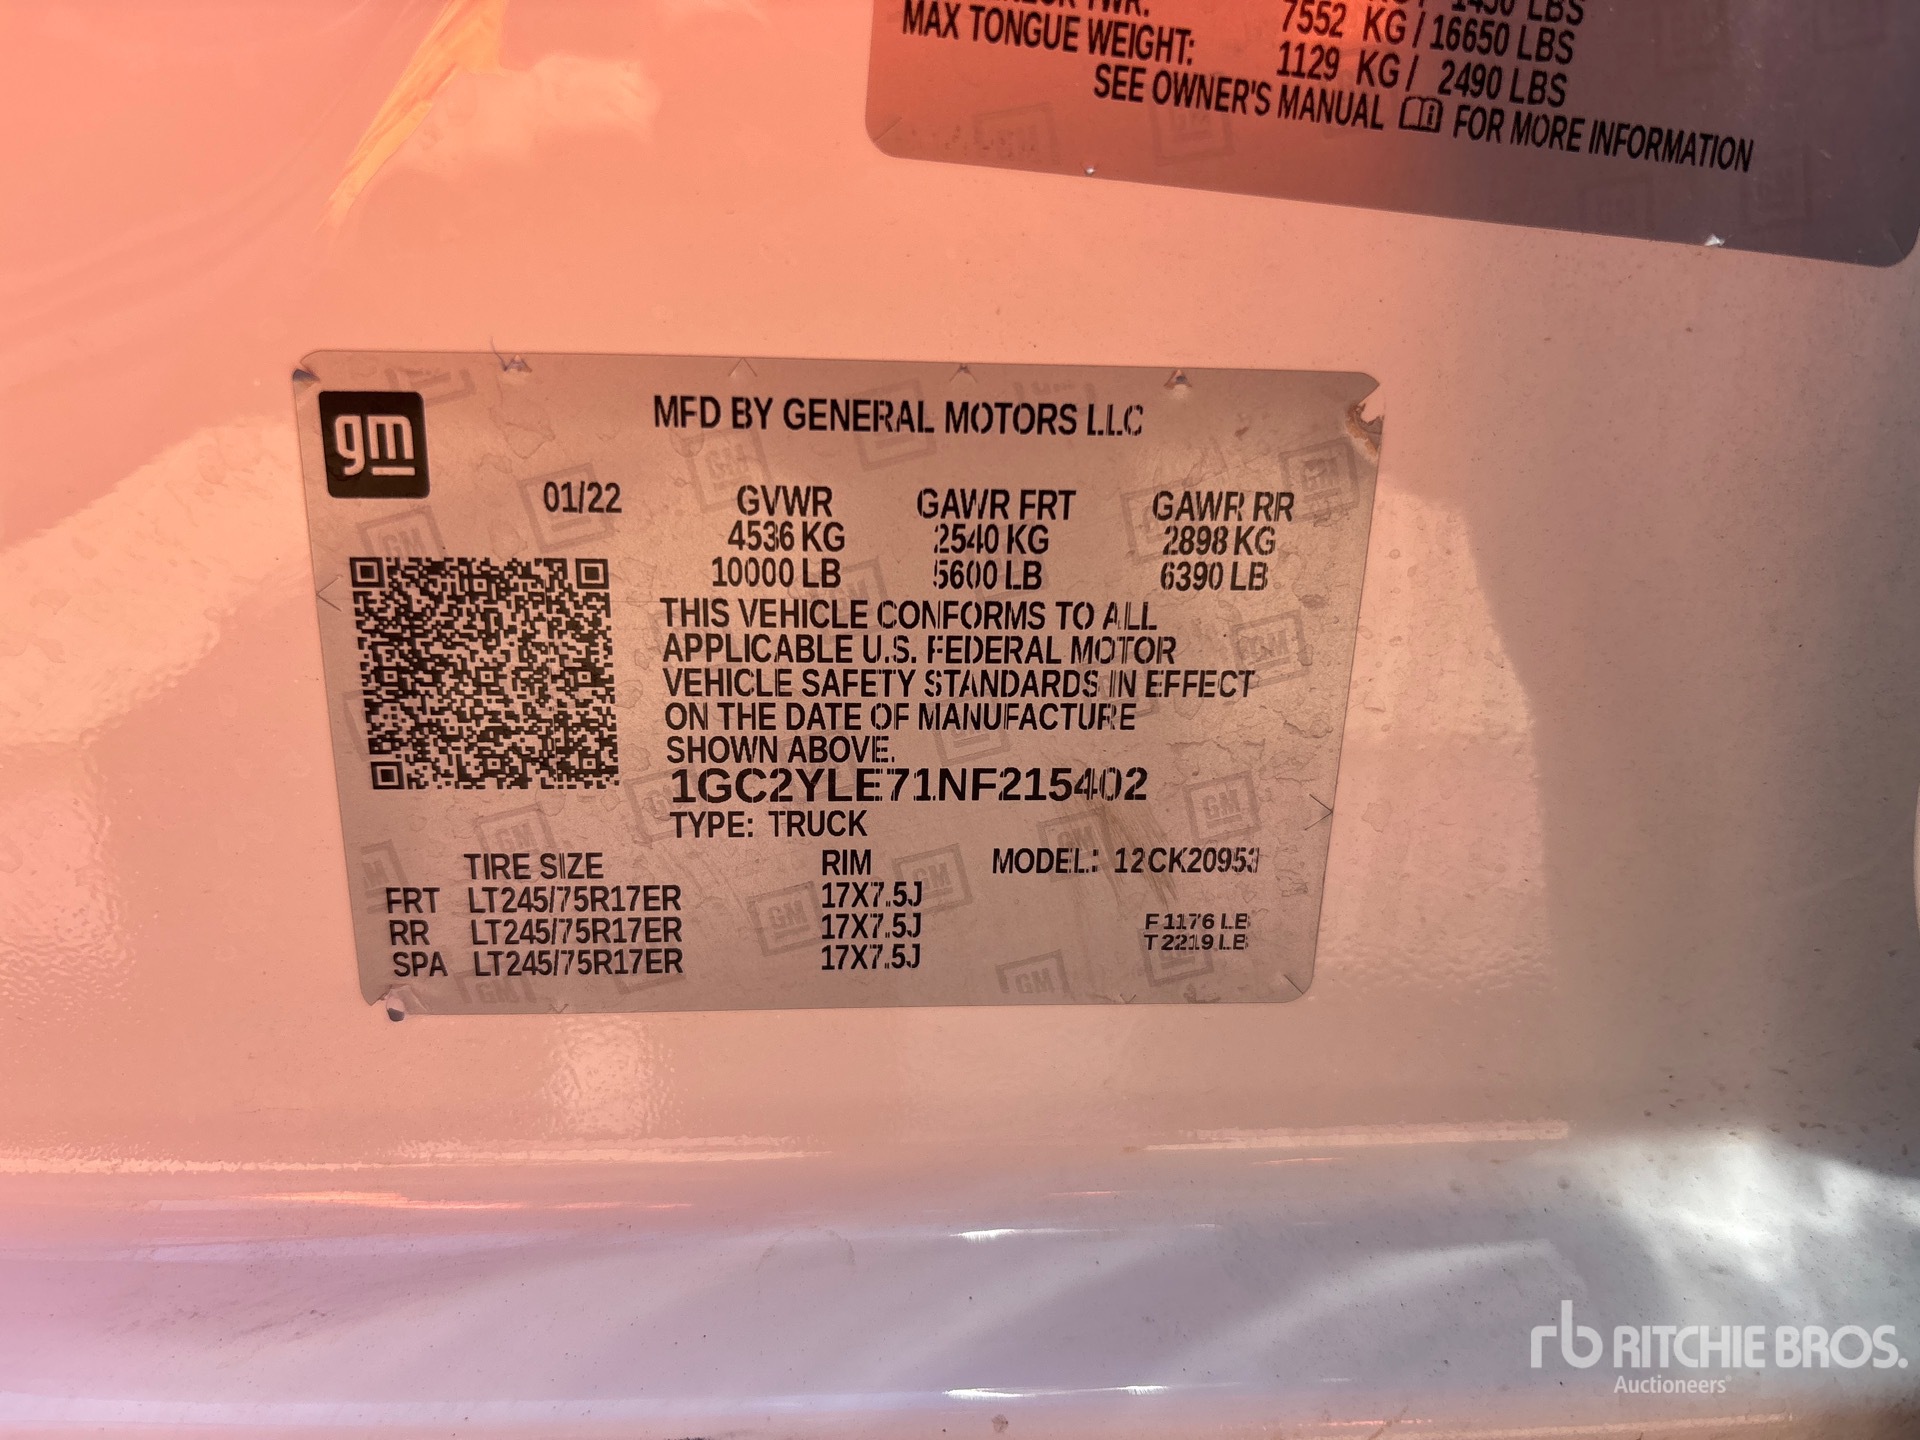 7552 KG / 16650 LBS
MAX TONGUE WEIGHT: 1129 KG / 2490 LBS
SEE OWNER'S MANUAL FOR MORE INFORMATION
gm
MFD BY GENERAL MOTORS LLC
01/22 GVWR GAWR FRT GAWR RR
4536 KG 2540 KG 2898 KG
10000 LB 5600 LB 6390 LB
THIS VEHICLE CONFORMS TO ALL
APPLICABLE U.S. FEDERAL MOTOR
VEHICLE SAFETY STANDARDS IN EFFECT
ON THE DATE OF MANUFACTURE
SHOWN ABOVE.
1GC2YLE71NF215402
TYPE: TRUCK
TIRE SIZE RIM MODEL: 12CK20953
FRT LT245/75R17ER 17X7.5J
RR LT245/75R17ER 17X7.5J F 1176 LB
SPA LT245/75R17ER 17X7.5J T 2219 LB
rb RITCHIE BROS.
Auctioneers